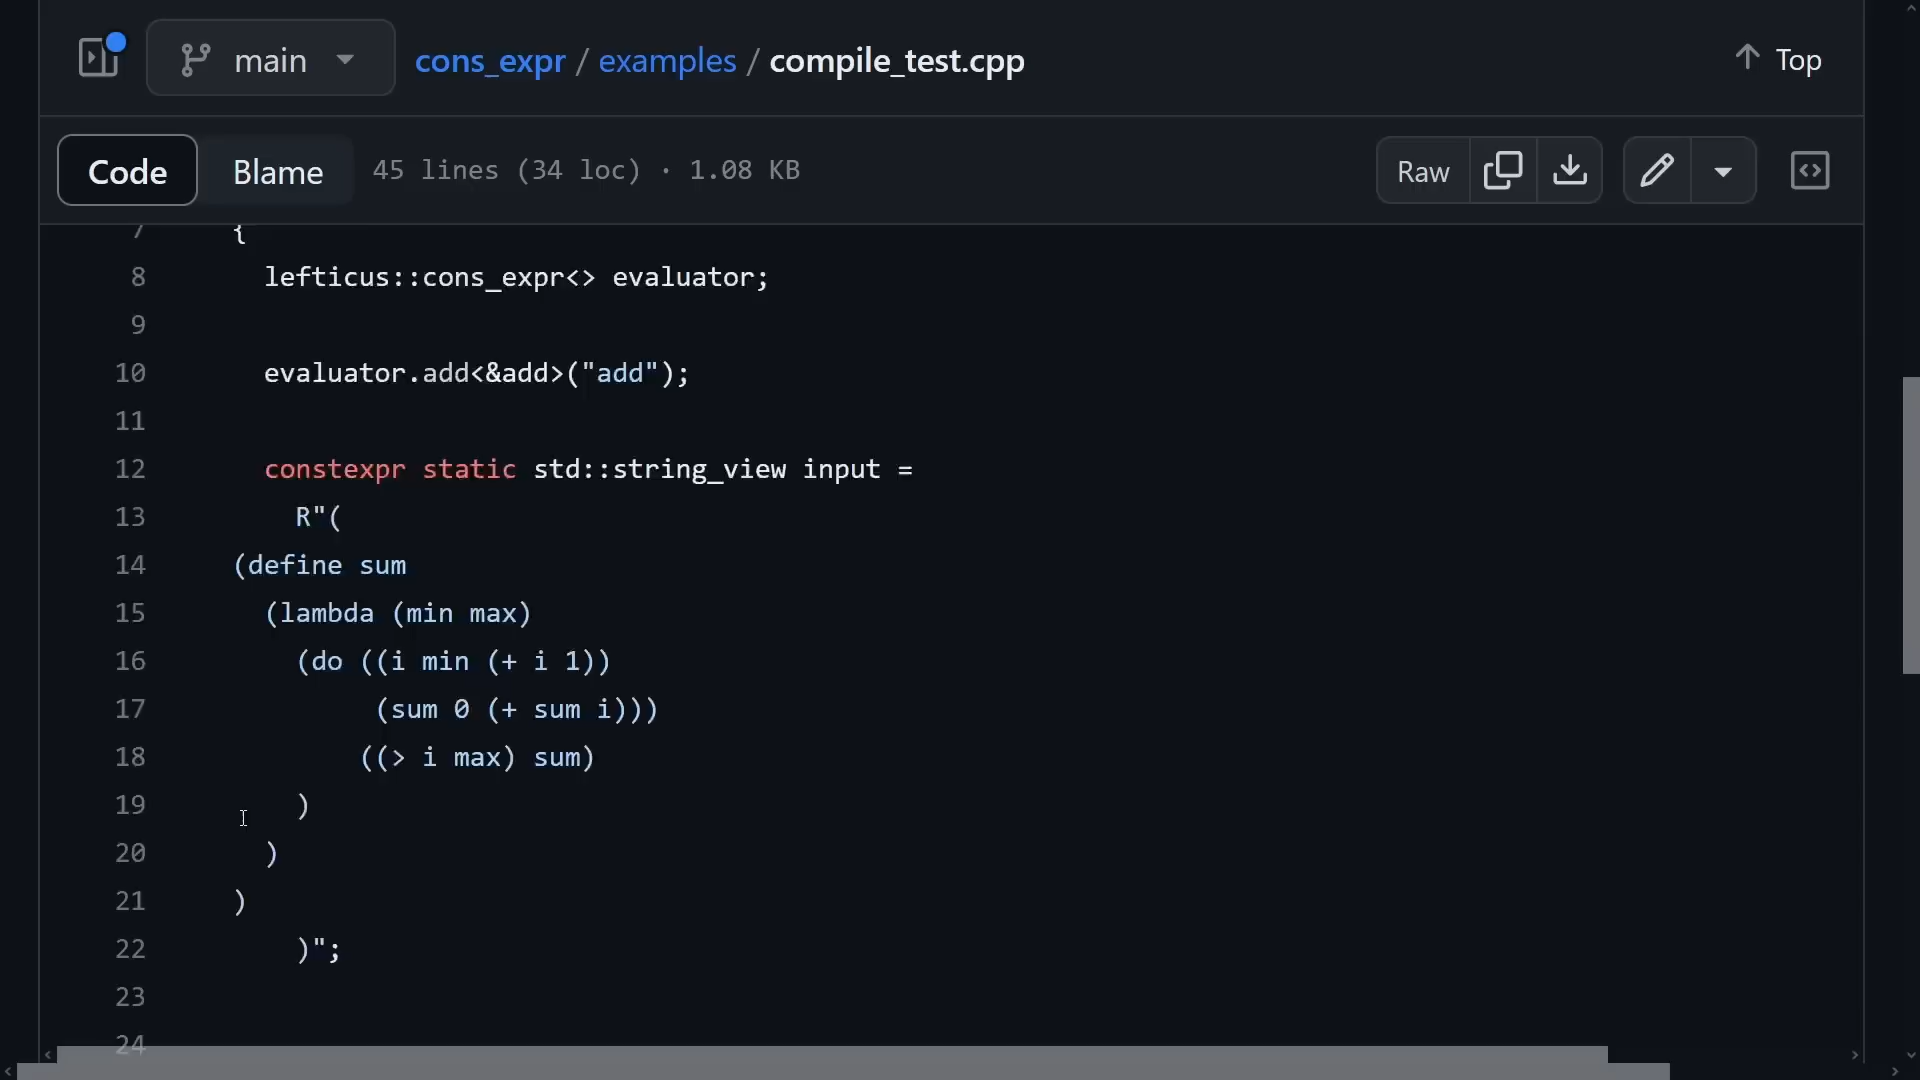 main
cons_expr / examples / compile_test.cpp
Top
Code
Blame
45 lines (34 loc) · 1.08 KB
Raw
7 {
8 lefticus::cons_expr<> evaluator;
9
10 evaluator.add<&add>("add");
11
12 constexpr static std::string_view input =
13 R"(
14 (define sum
15 (lambda (min max)
16 (do ((i min (+ i 1))
17 (sum 0 (+ sum i)))
18 ((> i max) sum)
19 )
20 )
21 )
22 )";
23
24